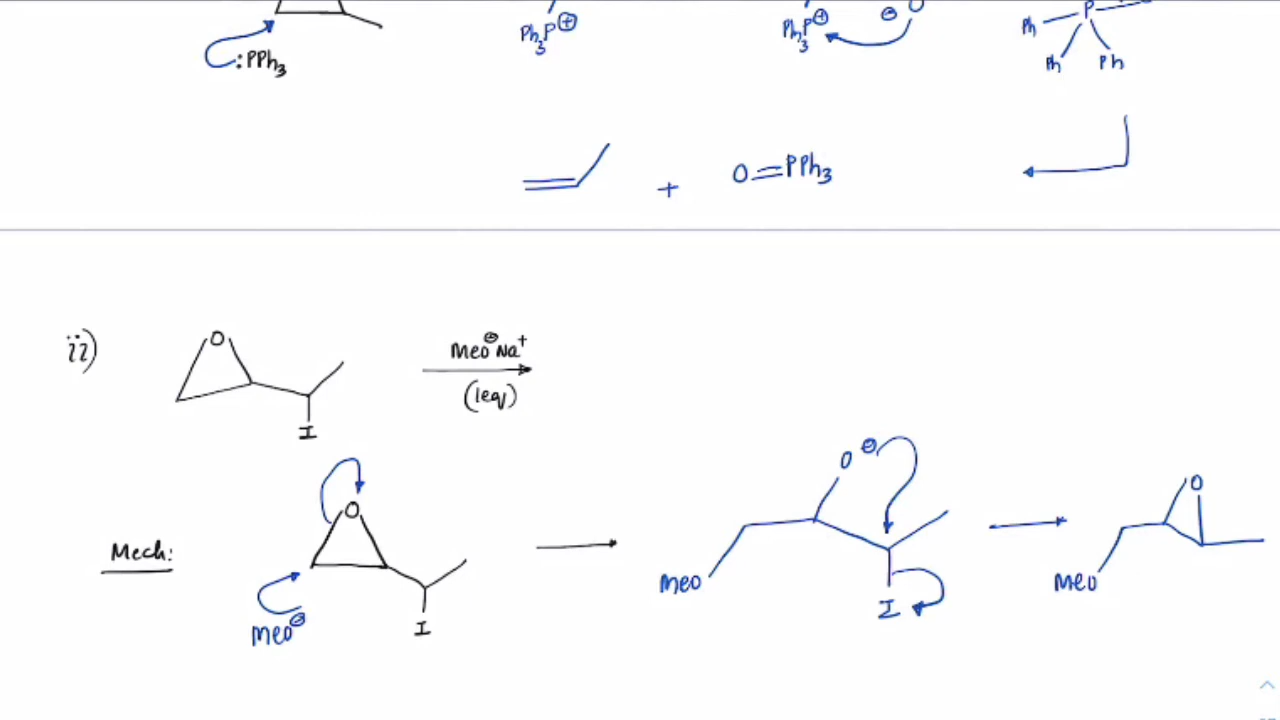 :PPh3
Ph3P⊕
Ph3P⊕ ⊖ O
P
Ph
Ph Ph
+ O=PPh3
ii)
O
I
MeO⊖Na+
(1eq)
Mech:
O
MeO⊖
I
O⊖
MeO
I
O
MeO